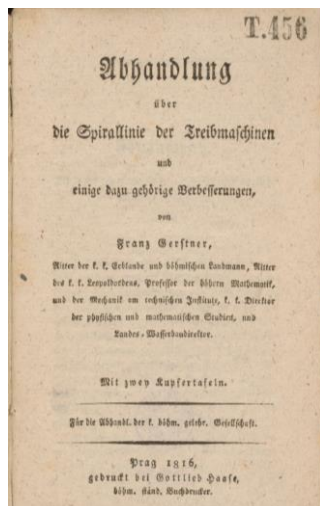 T.456
Abhandlung
über
die Spirallinie der Treibmaschinen
und
einige dazu gehörige Verbesserungen,
von
Franz Gerstner,
Ritter der k. k. Erblande und böhmischen Landmann, Ritter
des k. k. Leopoldordens, Professor der höhern Mathematik,
und der Mechanik am technischen Institute, k. k. Direktor
der physischen und mathematischen Studien, und
Landes-Wasserbaudirektor.
Mit zwey Kupfertafeln.
Für die Abhandl. der k. böhm. gelehr. Gesellschaft.
Prag 1816,
gedruckt bei Gottlieb Haase,
böhm. ständ. Buchdrucker.